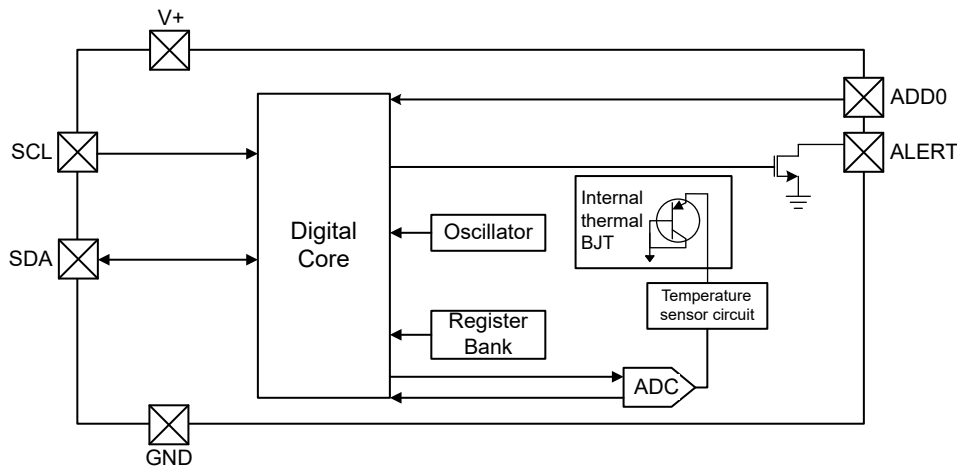 V+
ADD0
SCL
ALERT
Internal
thermal
BJT
Digital
Core
Oscillator
SDA
Temperature
sensor circuit
Register
Bank
ADC
GND